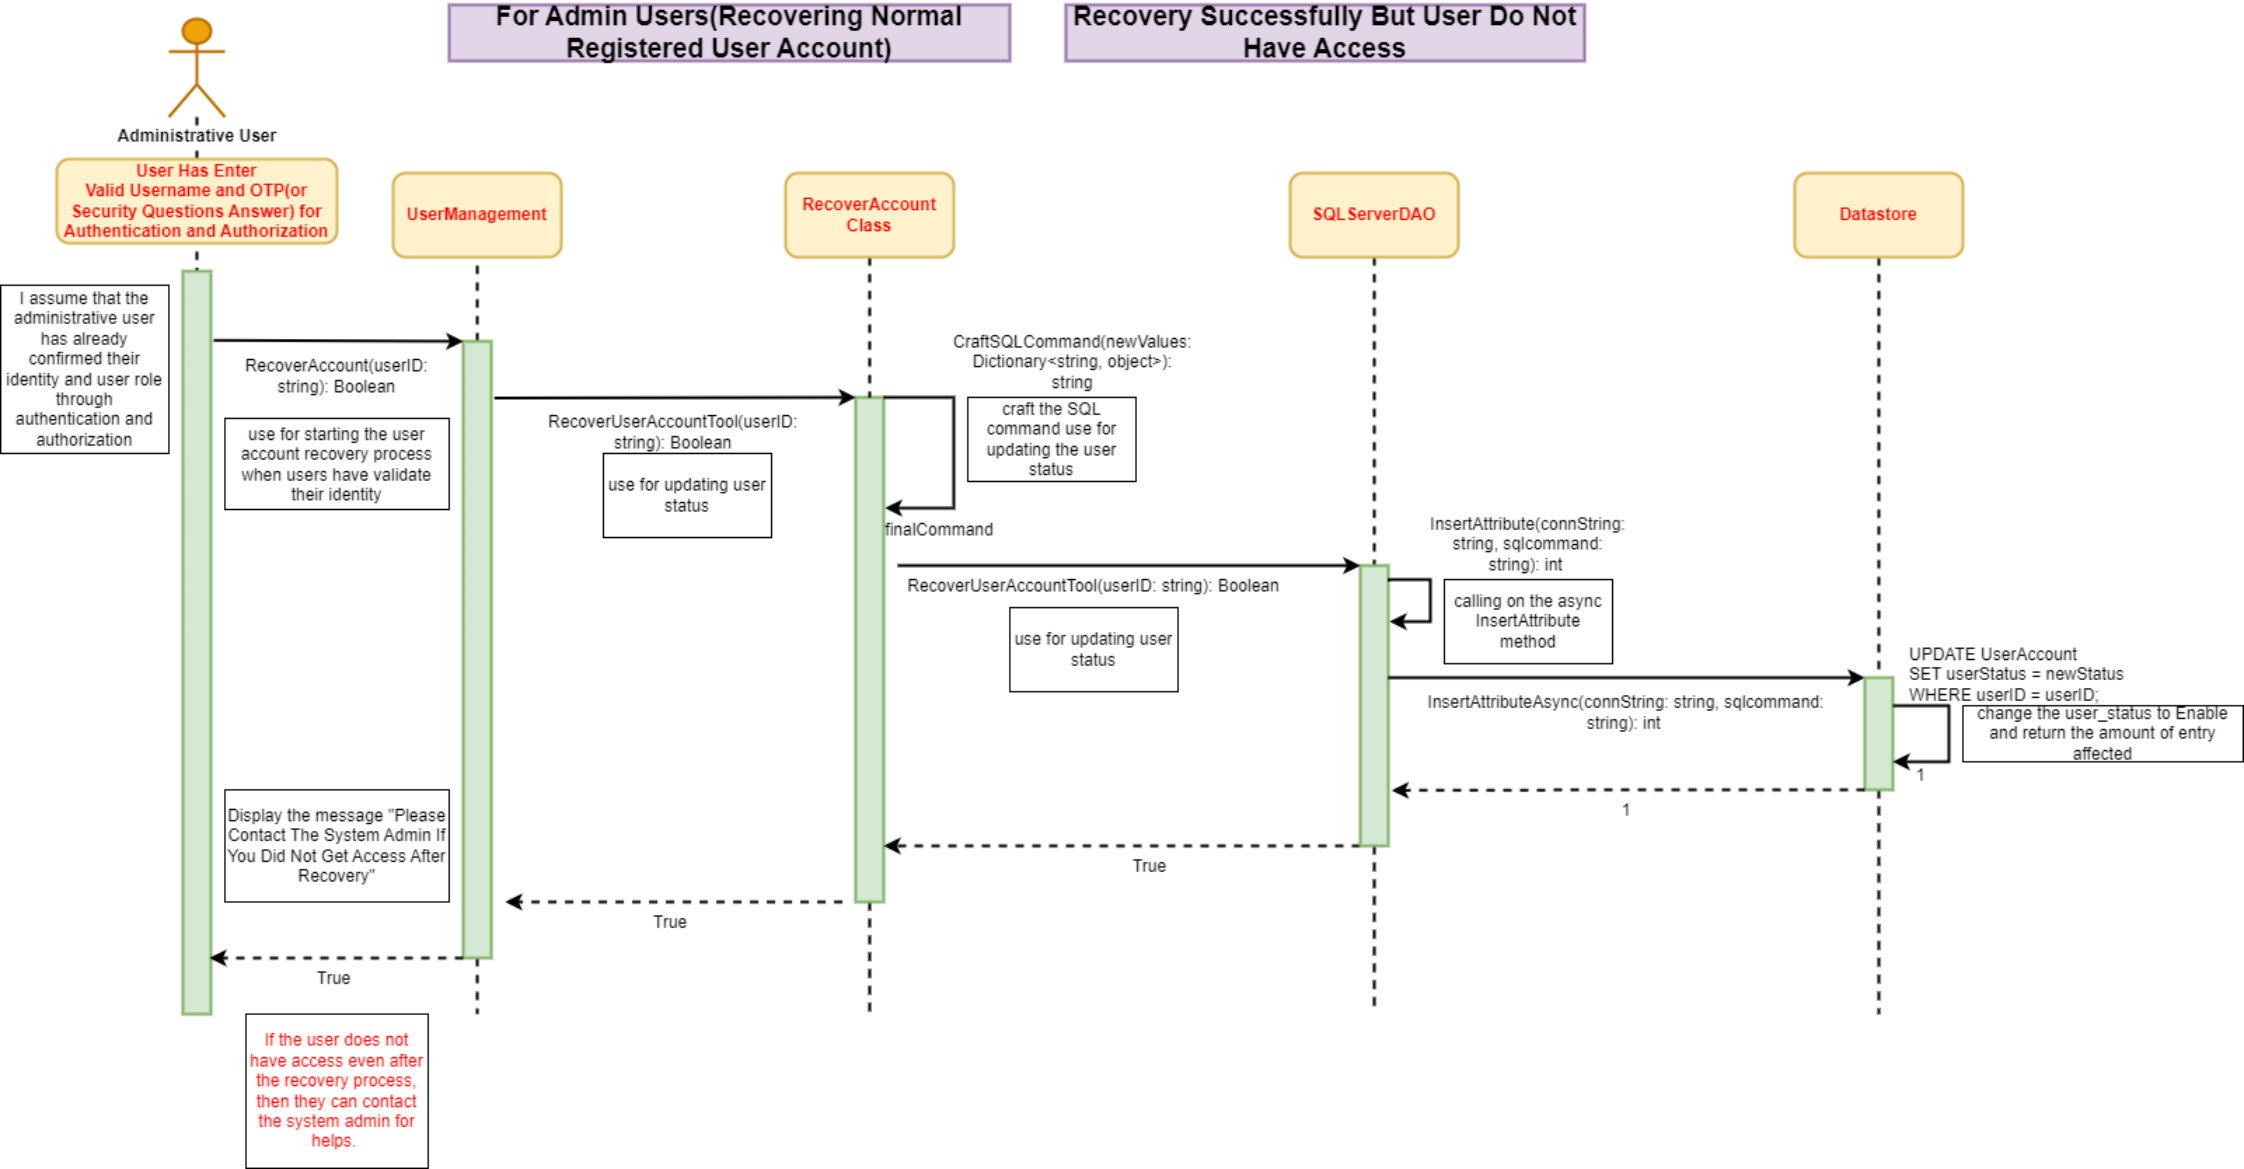 For Admin Users(Recovering Normal
Registered User Account)
Recovery Successfully But User Do Not
Have Access
Administrative User
User Has Enter
Valid Username and OTP(or
Security Questions Answer) for
Authentication and Authorization
UserManagement
RecoverAccount
Class
SQLServerDAO
Datastore
I assume that the
administrative user
has already
confirmed their
identity and user role
through
authentication and
authorization
RecoverAccount(userID:
string): Boolean
use for starting the user
account recovery process
when users have validate
their identity
RecoverUserAccountTool(userID:
string): Boolean
use for updating user
status
CraftSQLCommand(newValues:
Dictionary<string, object>):
string
craft the SQL
command use for
updating the user
status
finalCommand
RecoverUserAccountTool(userID: string): Boolean
use for updating user
status
InsertAttribute(connString:
string, sqlcommand:
string): int
calling on the async
InsertAttribute
method
InsertAttributeAsync(connString: string, sqlcommand:
string): int
UPDATE UserAccount
SET userStatus = newStatus
WHERE userID = userID;
change the user_status to Enable
and return the amount of entry
affected
1
1
True
True
Display the message "Please
Contact The System Admin If
You Did Not Get Access After
Recovery"
True
If the user does not
have access even after
the recovery process,
then they can contact
the system admin for
helps.